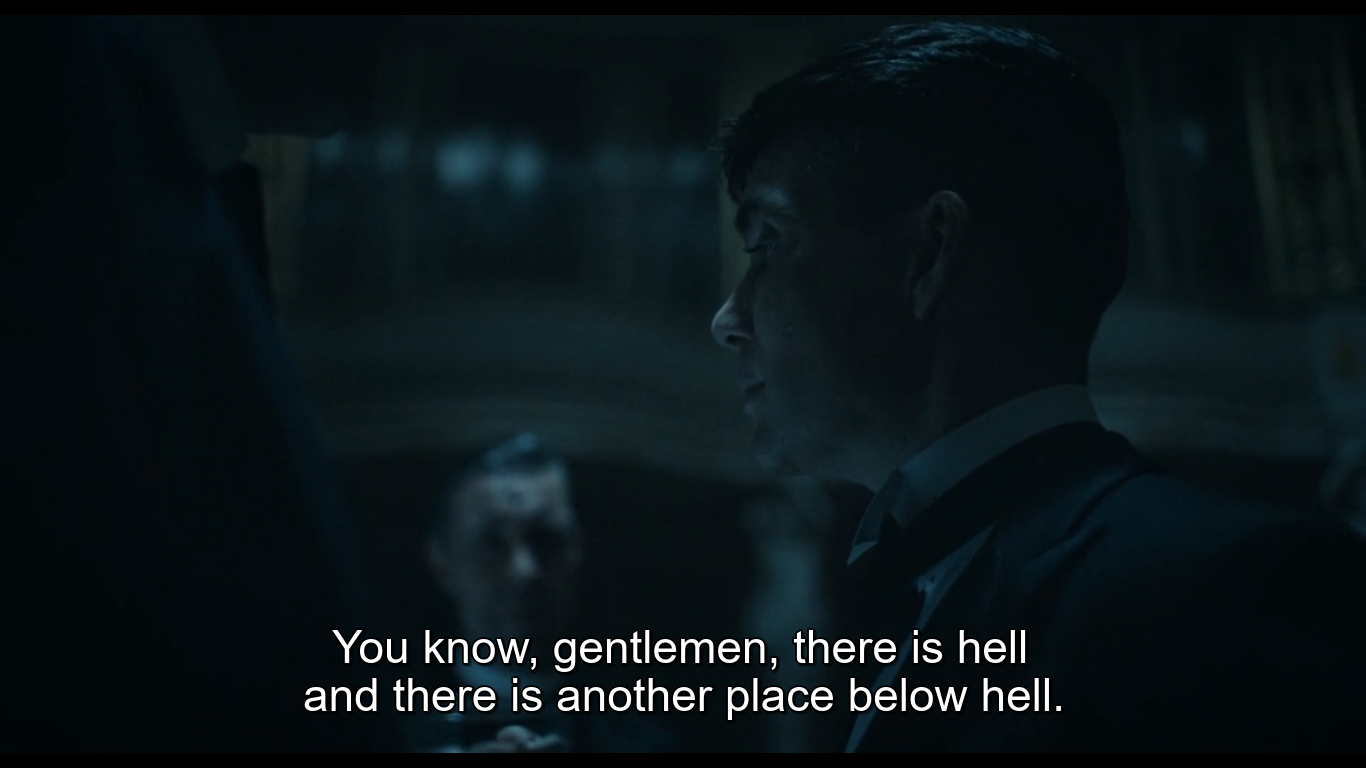 You know, gentlemen, there is hell
and there is another place below hell.